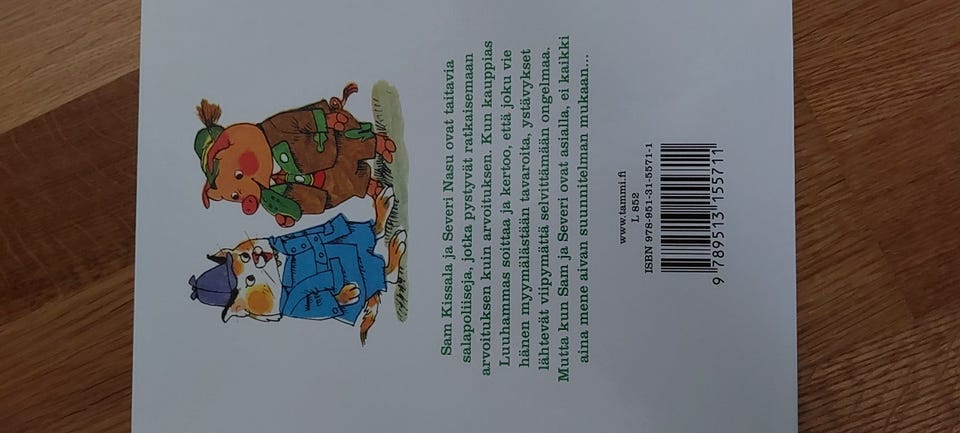 Sam Kissala ja Severi Nasu ovat taitavia
salapoliiseja, jotka pystyvät ratkaisemaan
arvoituksen kuin arvoituksen. Kun kauppias
Luuhammas soittaa ja kertoo, että joku vie
hänen myymälästään tavaroita, ystävykset
lähtevät viipymättä selvittämään ongelmaa.
Mutta kun Sam ja Severi ovat asialla, ei kaikki
aina mene aivan suunnitelman mukaan...
www.tammi.fi
L 852
ISBN 978-951-31-5571-1
9 789513 155711